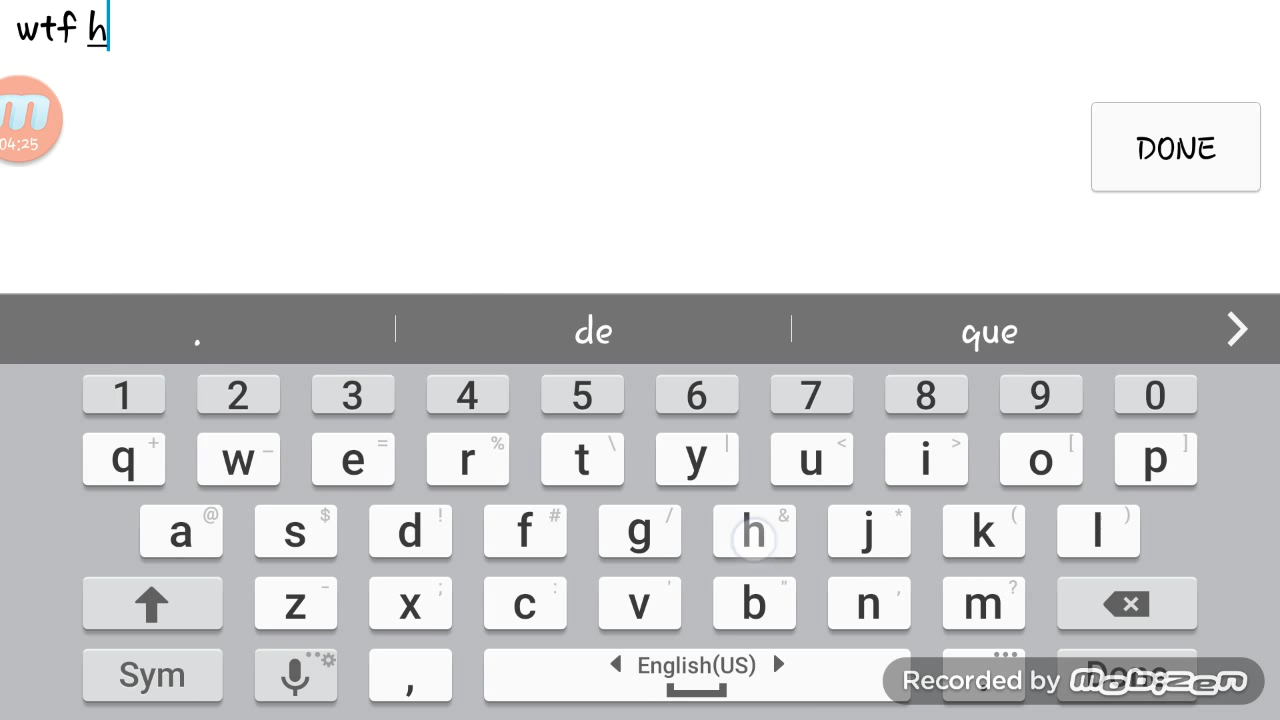 wtf h
m
04:25
DONE
. de que
1 2 3 4 5 6 7 8 9 0
q + w - e = r % t \ y | u < i > o [ p ]
a @ s $ d ! f # g / h & j * k ( l )
z - x ; c : v ' b " n , m ?
Sym , English(US) . Done
Recorded by mobizen